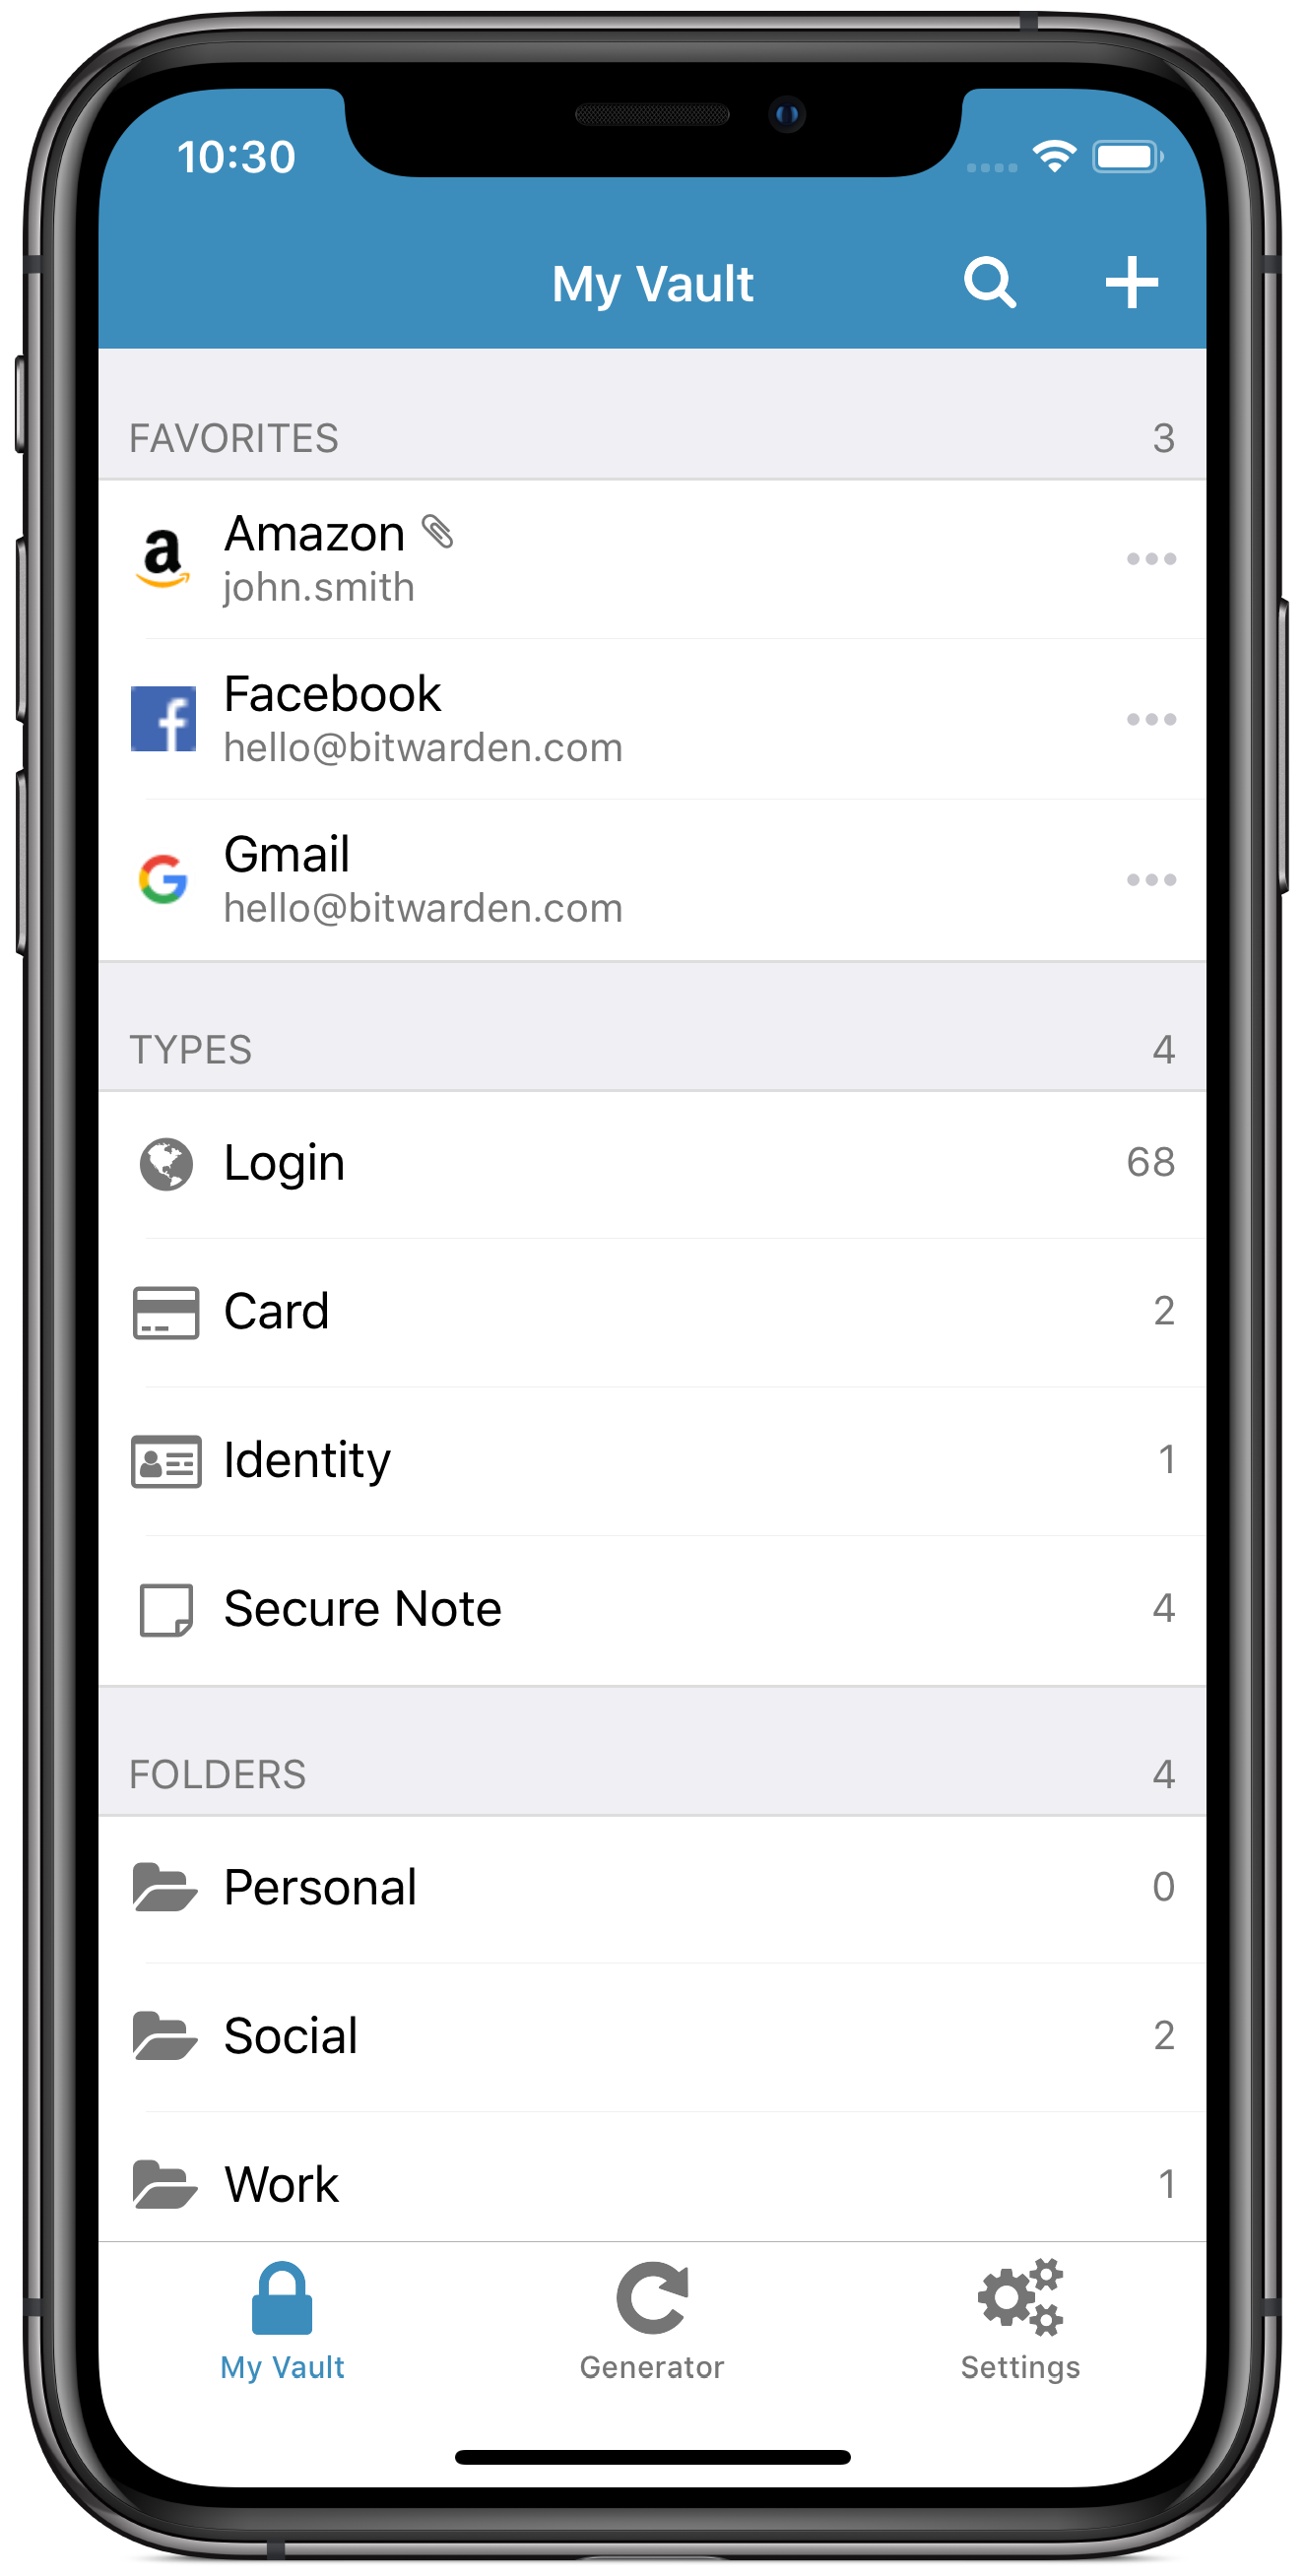 10:30
My Vault
FAVORITES 3
Amazon
john.smith
Facebook
hello@bitwarden.com
Gmail
hello@bitwarden.com
TYPES 4
Login 68
Card 2
Identity 1
Secure Note 4
FOLDERS 4
Personal 0
Social 2
Work 1
My Vault Generator Settings